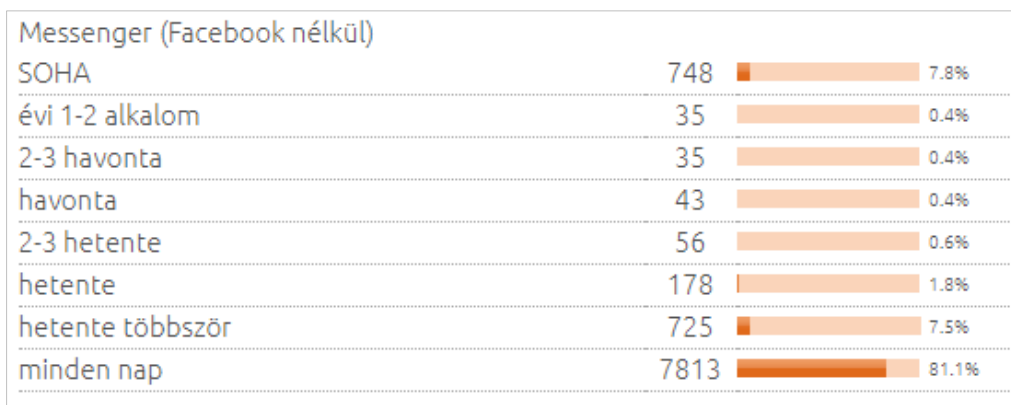 Messenger (Facebook nélkül)
SOHA 748 7.8%
évi 1-2 alkalom 35 0.4%
2-3 havonta 35 0.4%
havonta 43 0.4%
2-3 hetente 56 0.6%
hetente 178 1.8%
hetente többször 725 7.5%
minden nap 7813 81.1%